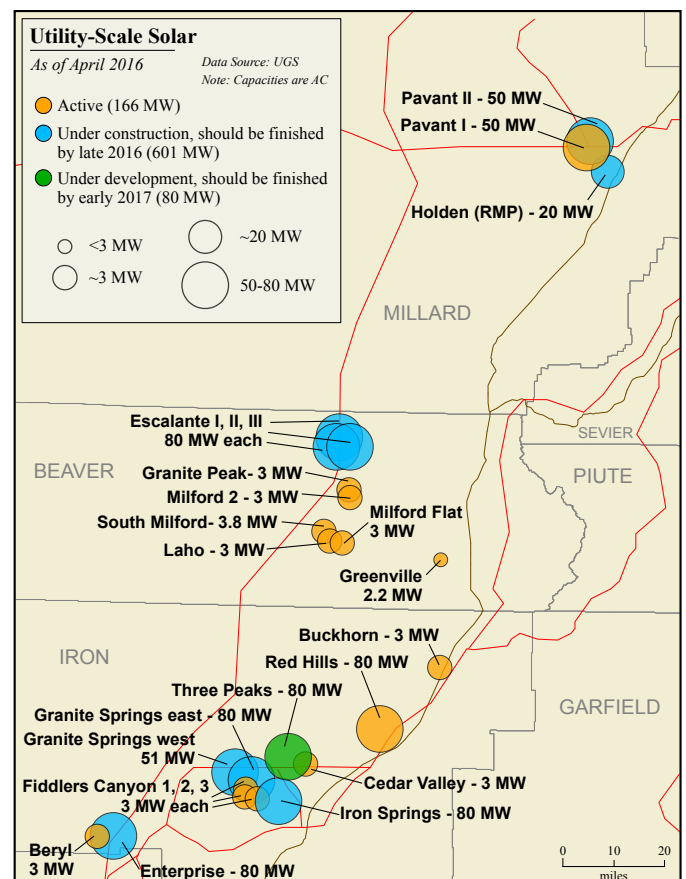 Utility-Scale Solar
As of April 2016
Data Source: UGS
Note: Capacities are AC
Active (166 MW)
Under construction, should be finished
by late 2016 (601 MW)
Under development, should be finished
by early 2017 (80 MW)
<3 MW
~20 MW
~3 MW
50-80 MW
Pavant II - 50 MW
Pavant I - 50 MW
Holden (RMP) - 20 MW
MILLARD
Escalante I, II, III
80 MW each
SEVIER
BEAVER
PIUTE
Granite Peak- 3 MW
Milford 2 - 3 MW
South Milford- 3.8 MW
Milford Flat
3 MW
Laho - 3 MW
Greenville
2.2 MW
Buckhorn - 3 MW
IRON
Red Hills - 80 MW
Three Peaks - 80 MW
GARFIELD
Granite Springs east - 80 MW
Granite Springs west
51 MW
Fiddlers Canyon 1, 2, 3
3 MW each
Cedar Valley - 3 MW
Iron Springs - 80 MW
Beryl
3 MW
Enterprise - 80 MW
0 10 20
miles